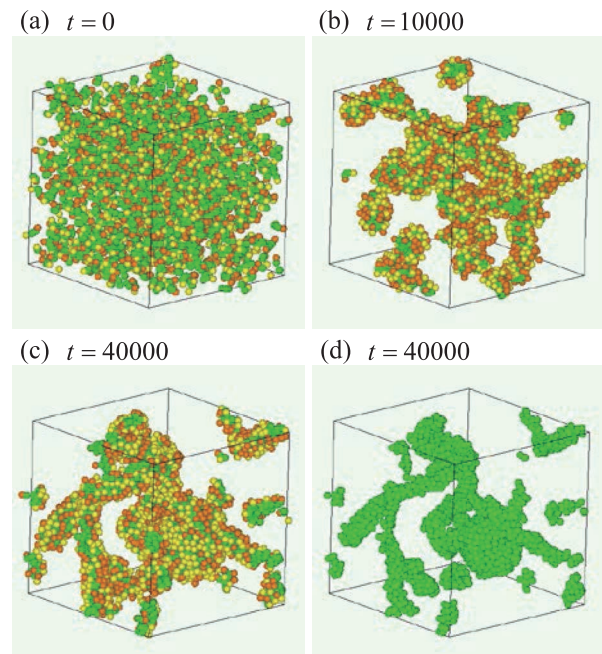 (a) t = 0
(b) t = 10000
(c) t = 40000
(d) t = 40000